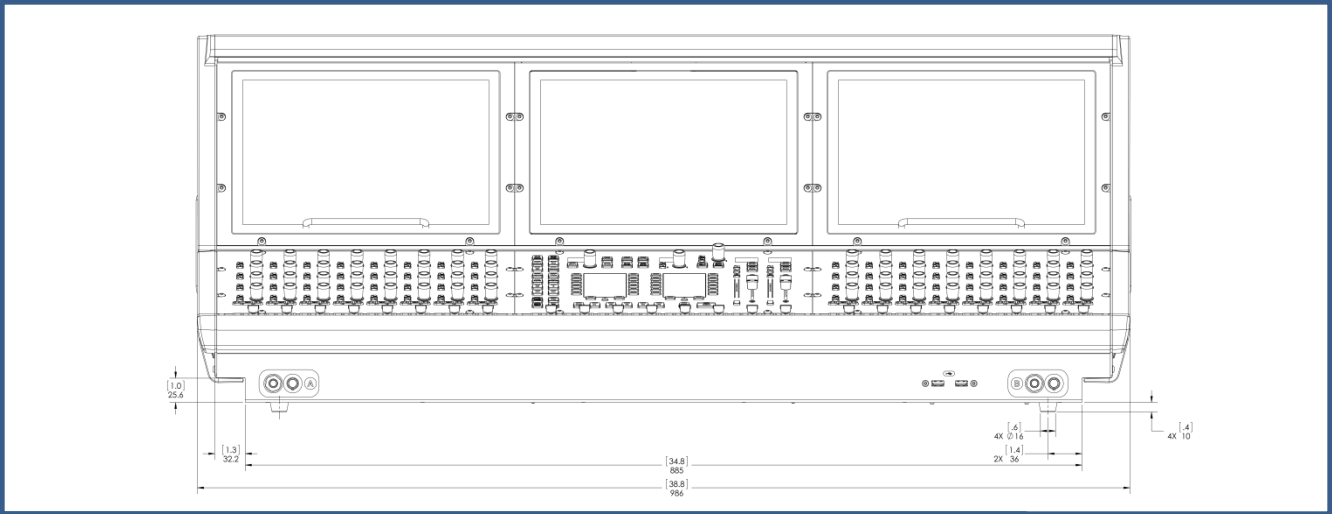 A
B
[1.0]
25.6
[1.3]
32.2
[.6]
4X ∅16
[.4]
4X 10
[1.4]
2X 36
[34.8]
885
[38.8]
986